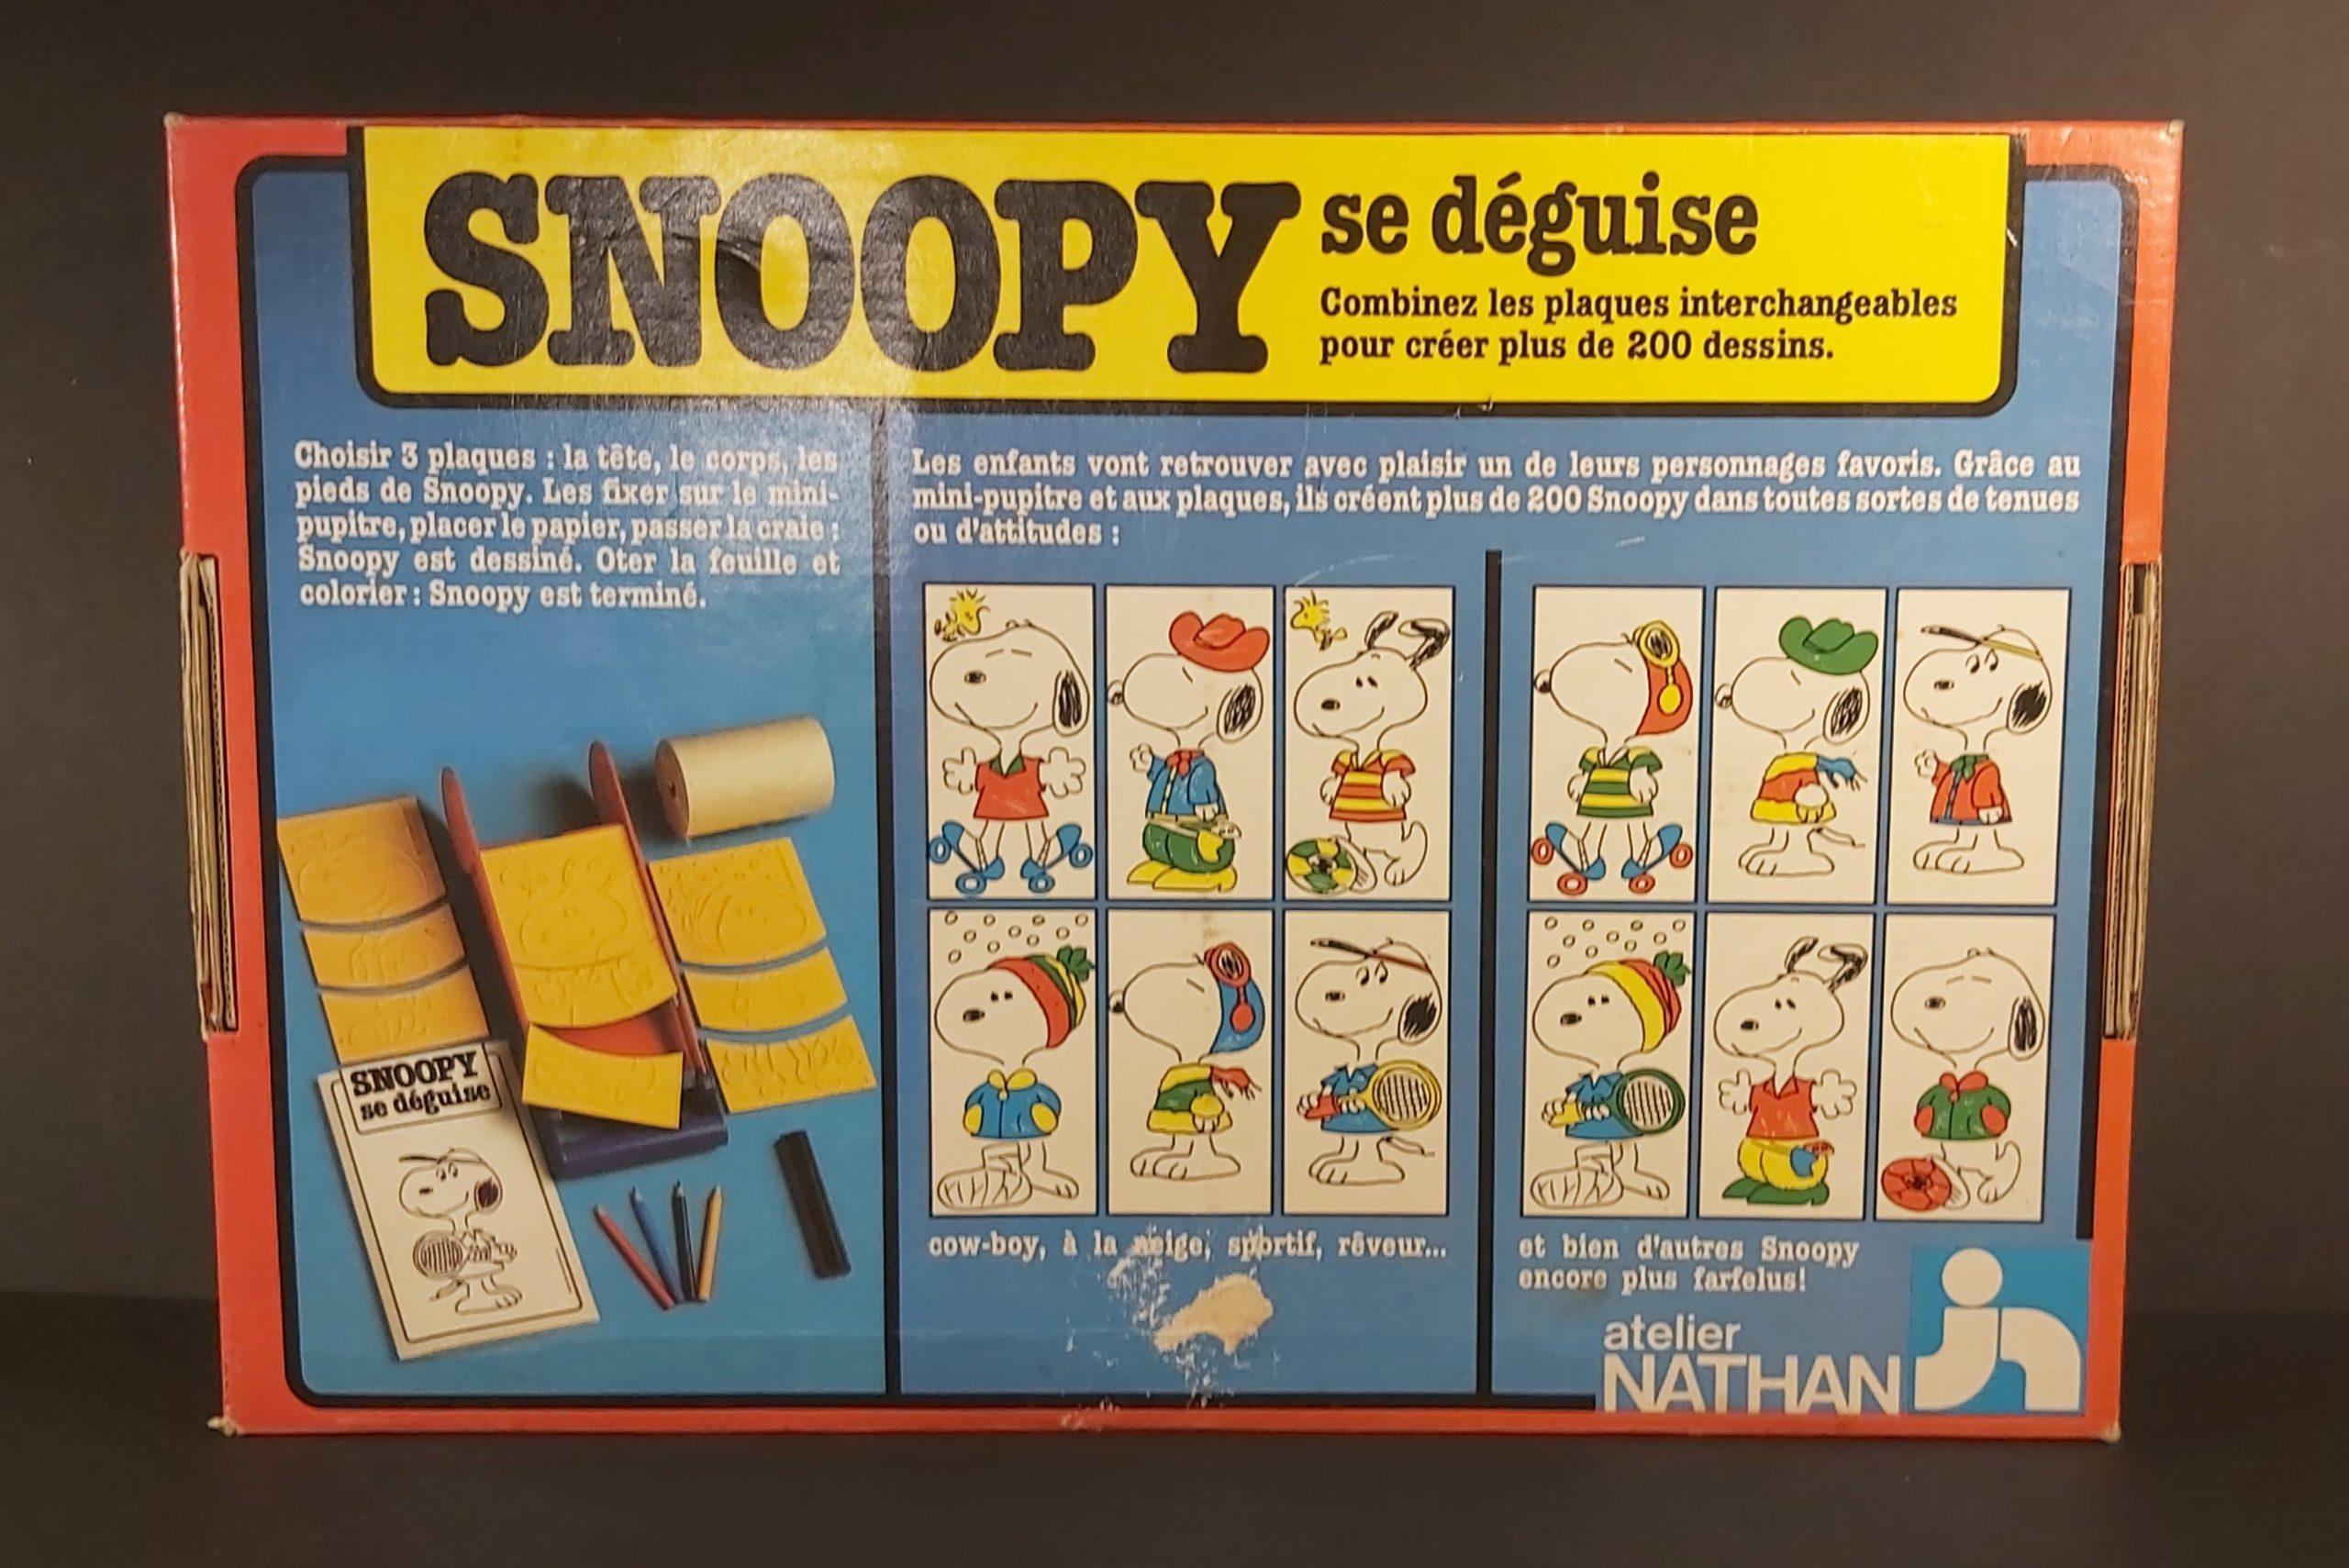 SNOOPY se déguise
Combinez les plaques interchangeables
pour créer plus de 200 dessins.
Choisir 3 plaques : la tête, le corps, les
pieds de Snoopy. Les fixer sur le mini-
pupitre, placer le papier, passer la craie :
Snoopy est dessiné. Oter la feuille et
colorier : Snoopy est terminé.
Les enfants vont retrouver avec plaisir un de leurs personnages favoris. Grâce au
mini-pupitre et aux plaques, ils créent plus de 200 Snoopy dans toutes sortes de tenues
ou d'attitudes :
SNOOPY
se déguise
cow-boy, à la neige, sportif, rêveur...
et bien d'autres Snoopy
encore plus farfelus!
atelier
NATHAN